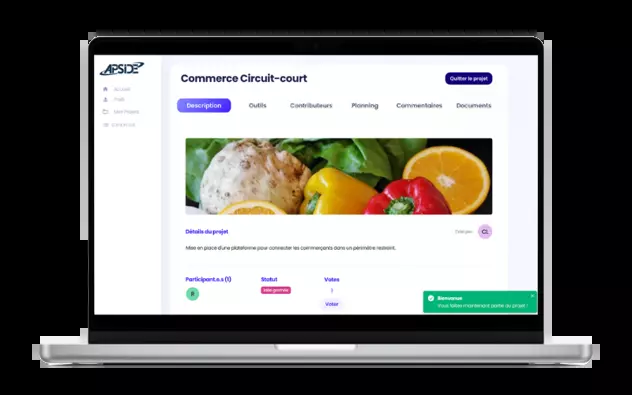 APSIDE
Commerce Circuit-court
Quitter le projet
Accueil
Profil
Mes Projets
Description
Outils
Contributeurs
Planning
Commentaires
Documents
Détails du projet
Créé par
CL
Mise en place d'une plateforme pour connecter les commerçants dans un périmètre restreint.
Participant.e.s (1)
Statut
Votes
Idée germée
1
Voter
Bienvenue
Vous faites maintenant partie du projet !